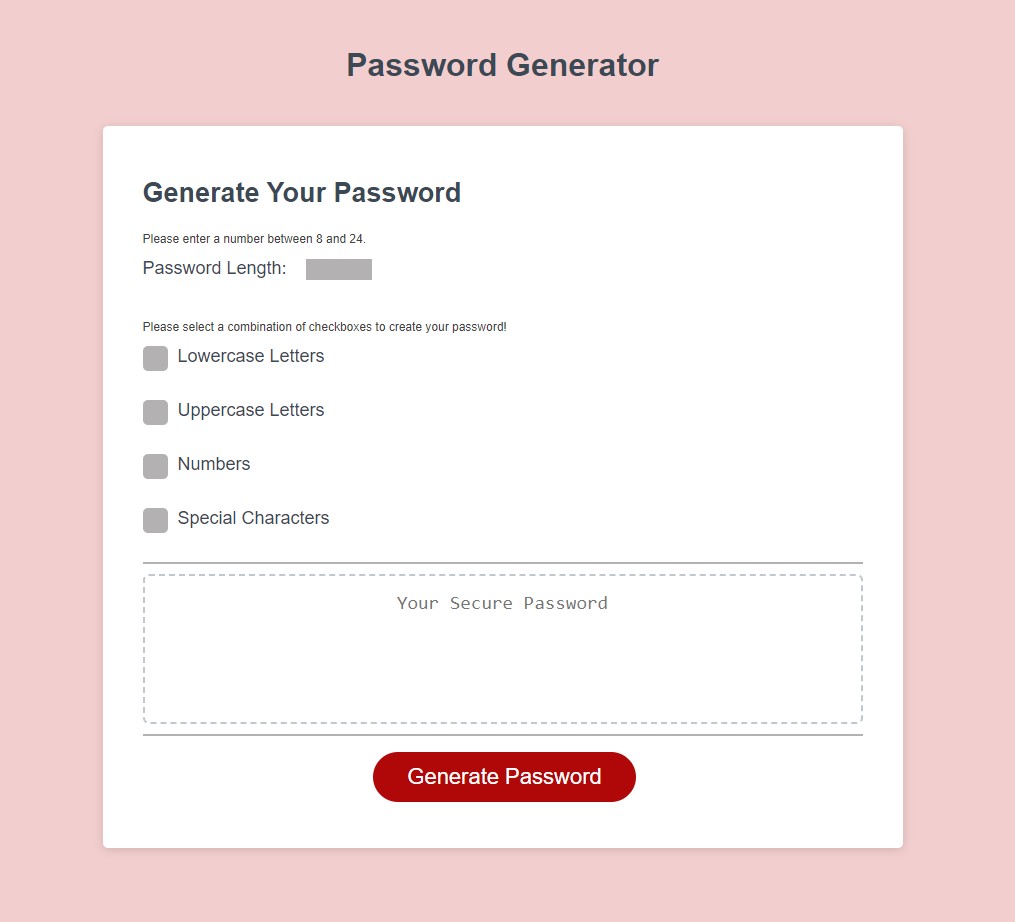 Password Generator
Generate Your Password
Please enter a number between 8 and 24.
Password Length:
Please select a combination of checkboxes to create your password!
Lowercase Letters
Uppercase Letters
Numbers
Special Characters
Your Secure Password
Generate Password